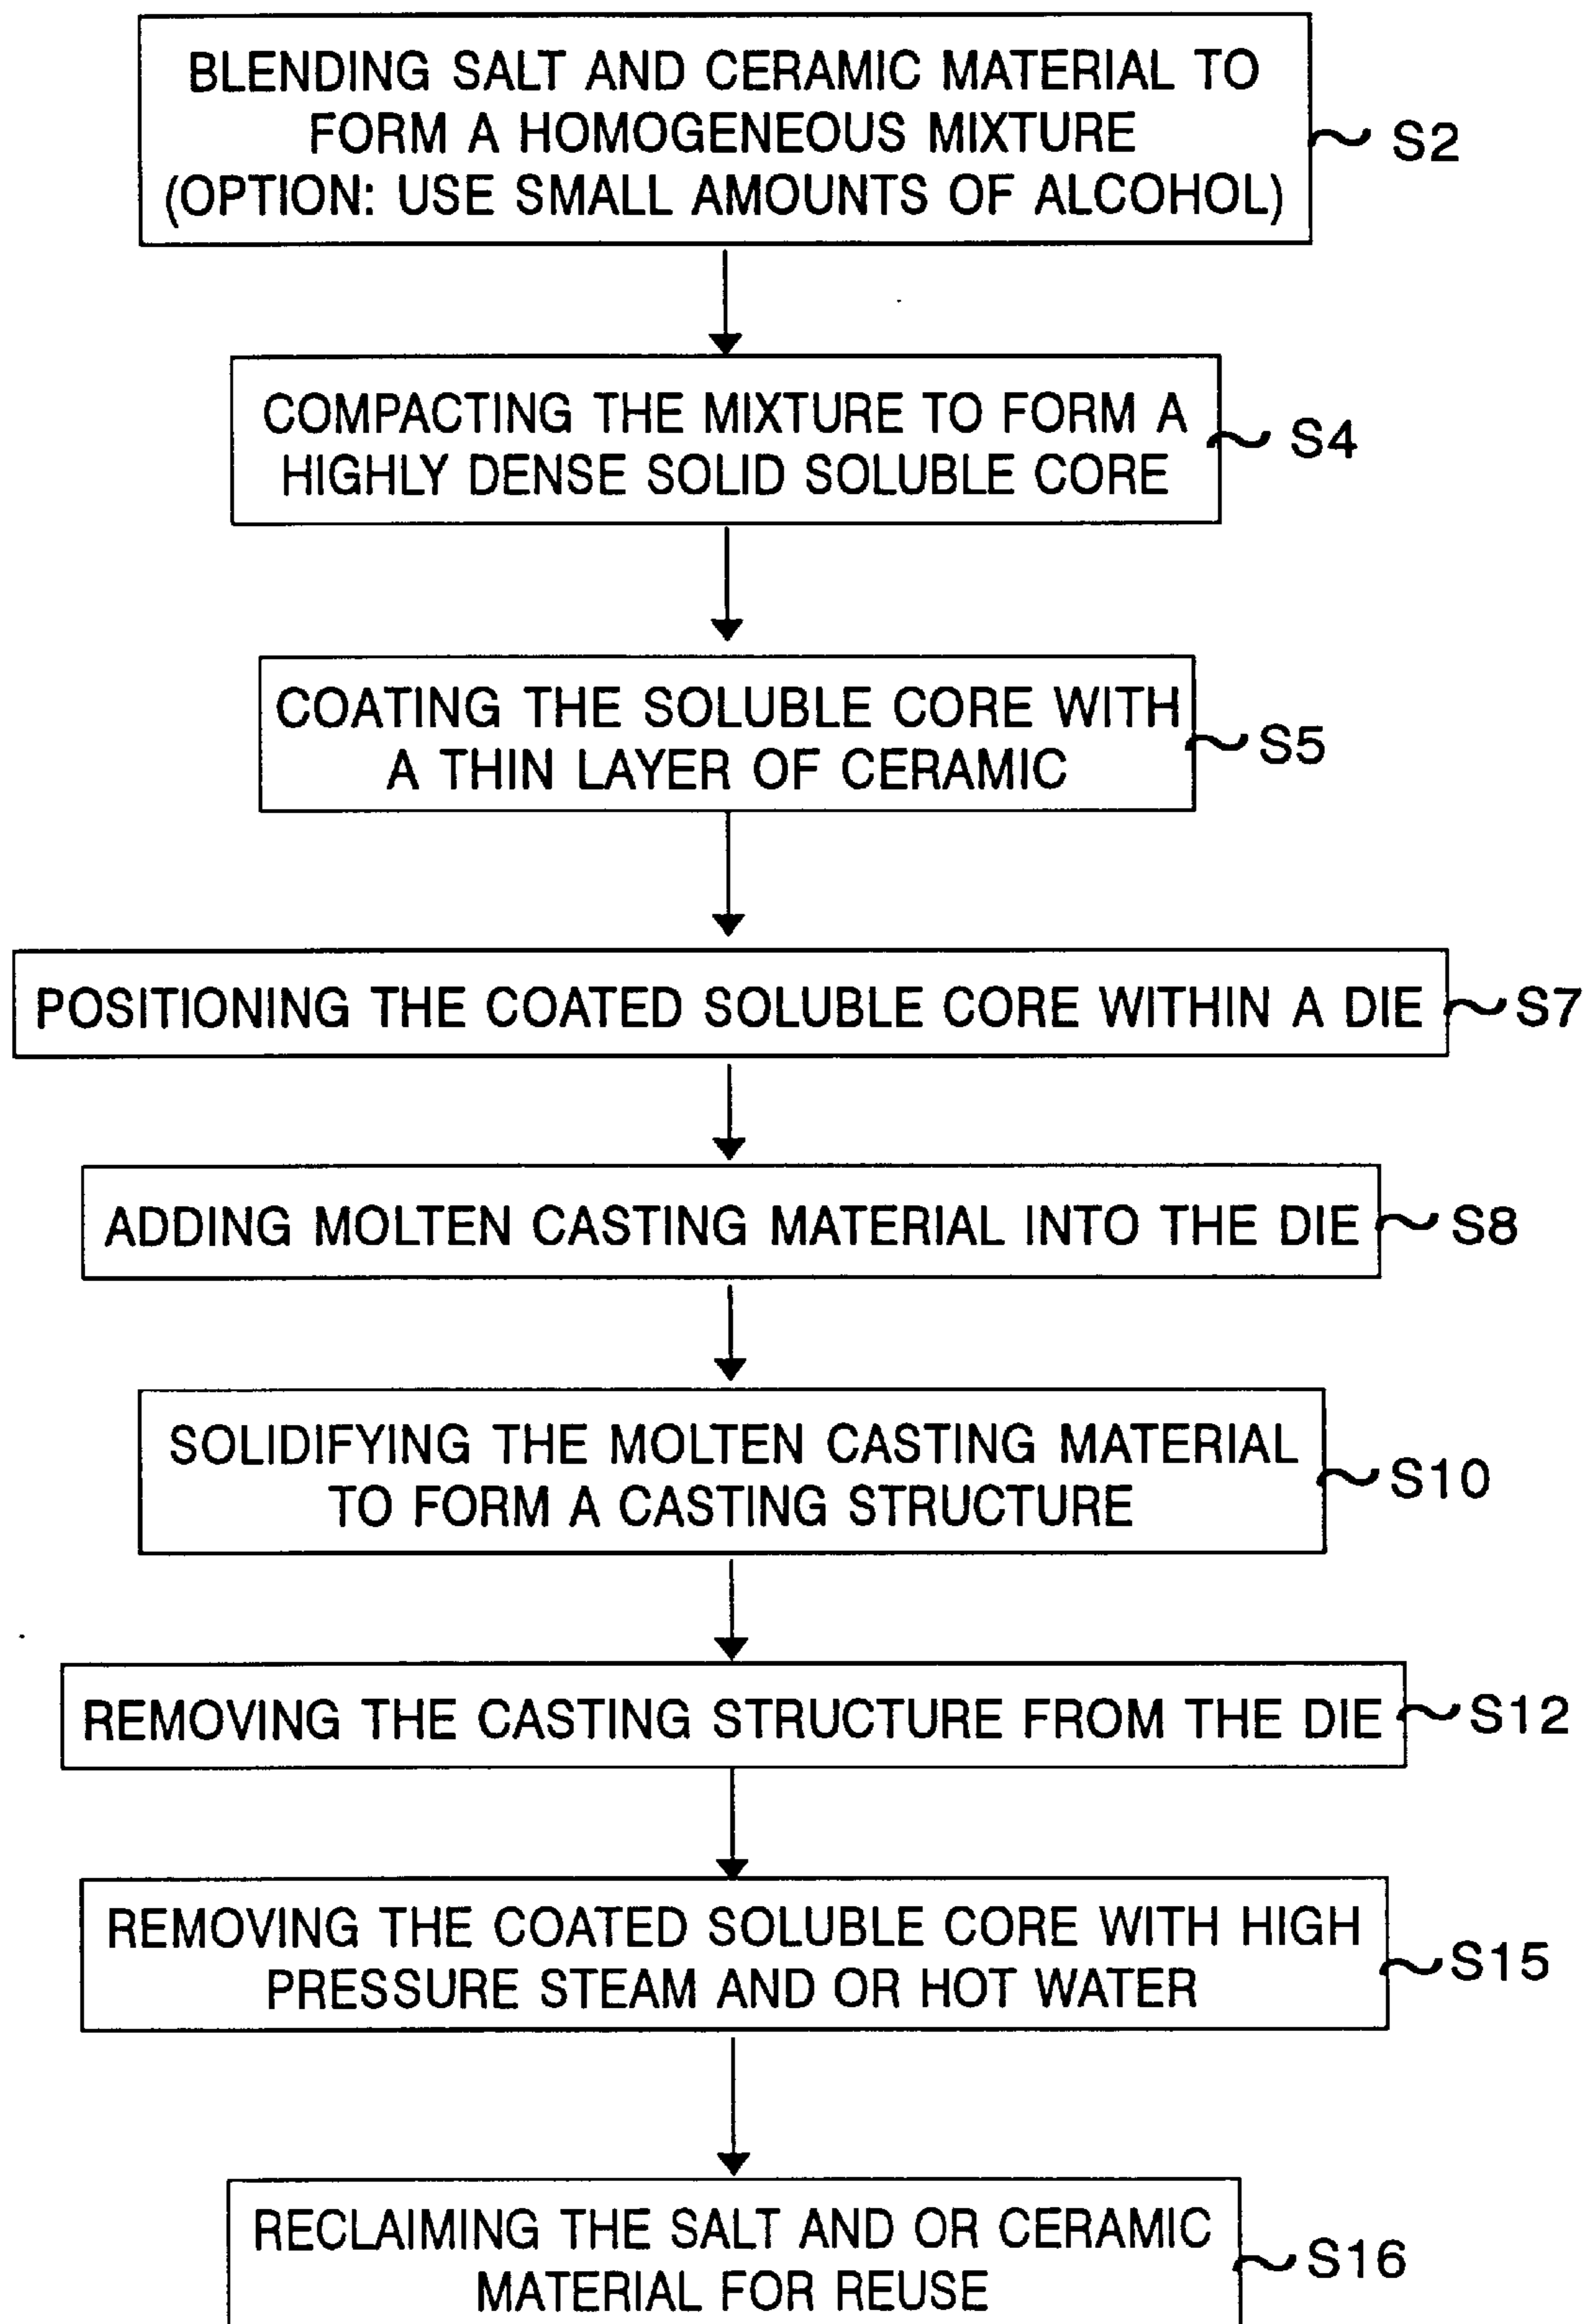 BLENDING SALT AND CERAMIC MATERIAL TO
FORM A HOMOGENEOUS MIXTURE
(OPTION: USE SMALL AMOUNTS OF ALCOHOL)
S2
COMPACTING THE MIXTURE TO FORM A
HIGHLY DENSE SOLID SOLUBLE CORE
S4
COATING THE SOLUBLE CORE WITH
A THIN LAYER OF CERAMIC
S5
POSITIONING THE COATED SOLUBLE CORE WITHIN A DIE
S7
ADDING MOLTEN CASTING MATERIAL INTO THE DIE
S8
SOLIDIFYING THE MOLTEN CASTING MATERIAL
TO FORM A CASTING STRUCTURE
S10
REMOVING THE CASTING STRUCTURE FROM THE DIE
S12
REMOVING THE COATED SOLUBLE CORE WITH HIGH
PRESSURE STEAM AND OR HOT WATER
S15
RECLAIMING THE SALT AND OR CERAMIC
MATERIAL FOR REUSE
S16